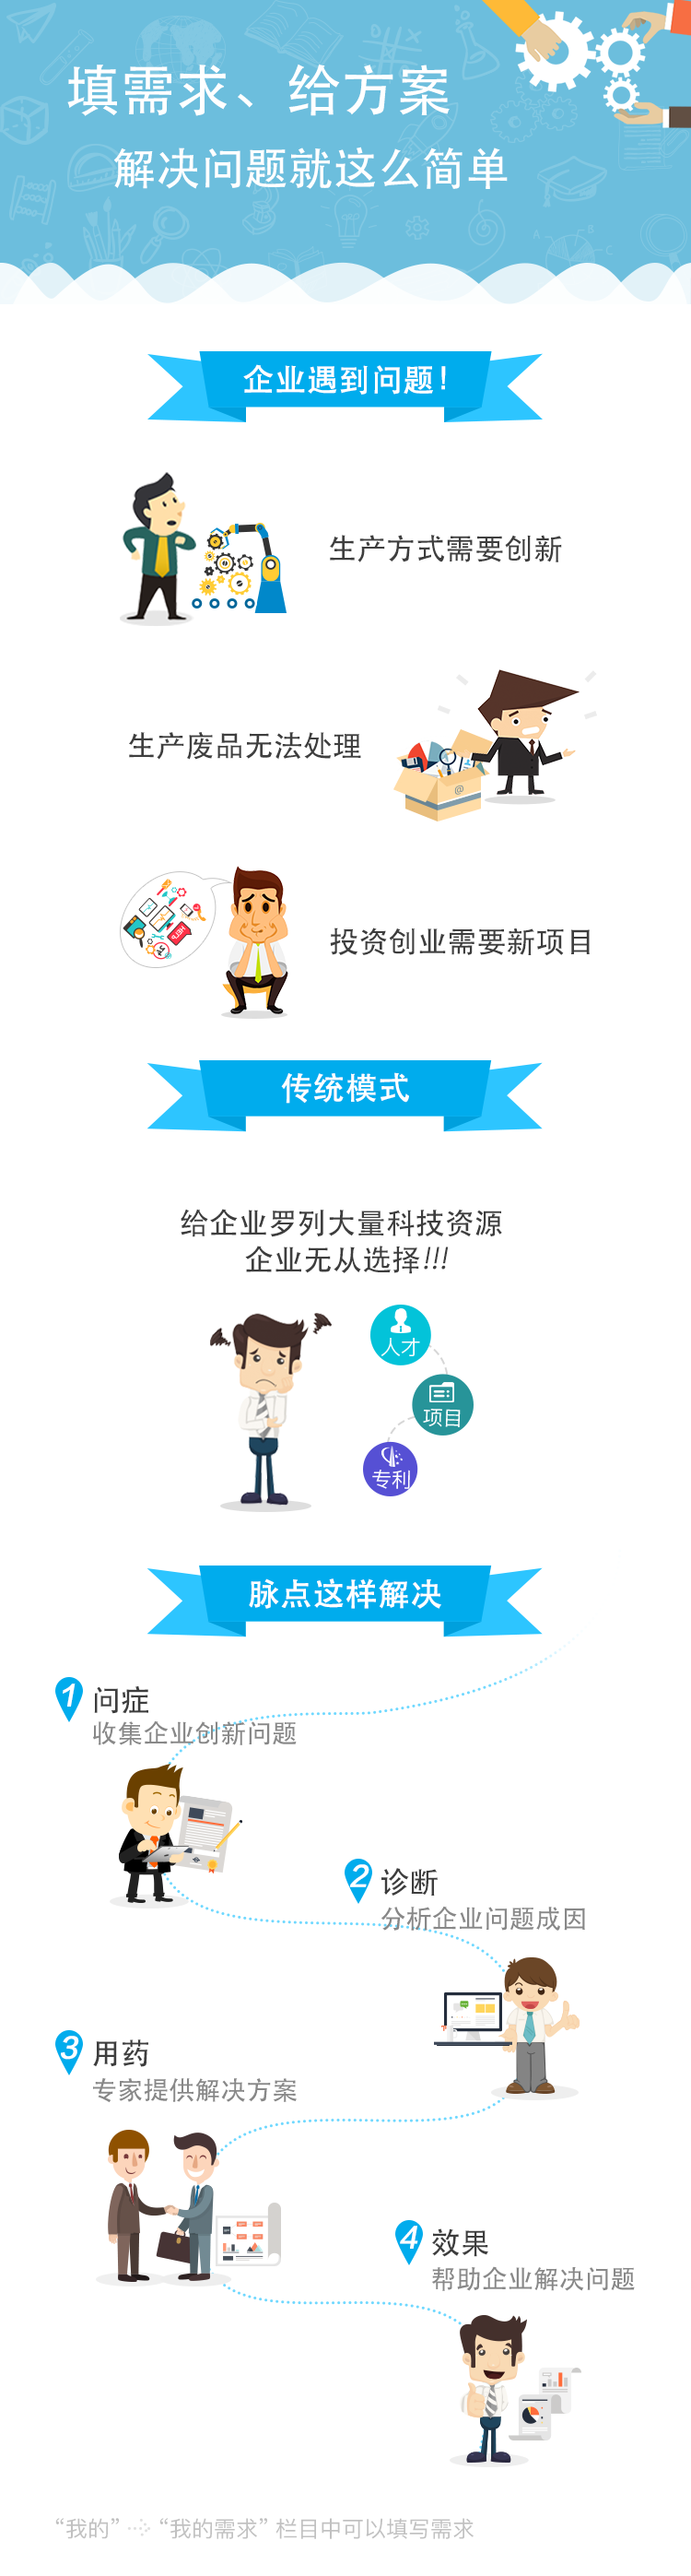 填需求、给方案
解决问题就这么简单
企业遇到问题!
生产方式需要创新
生产废品无法处理
投资创业需要新项目
传统模式
给企业罗列大量科技资源
企业无从选择!!!
人才
项目
专利
脉点这样解决
1 问症
收集企业创新问题
2 诊断
分析企业问题成因
3 用药
专家提供解决方案
4 效果
帮助企业解决问题
“我的” “我的需求” 栏目中可以填写需求